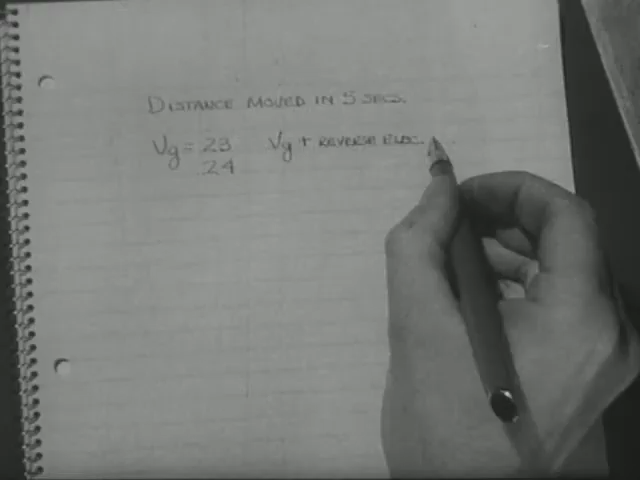 DISTANCE MOVED IN 5 SECS.
Vg = 23 Vg + REVERSE ELEC.
24